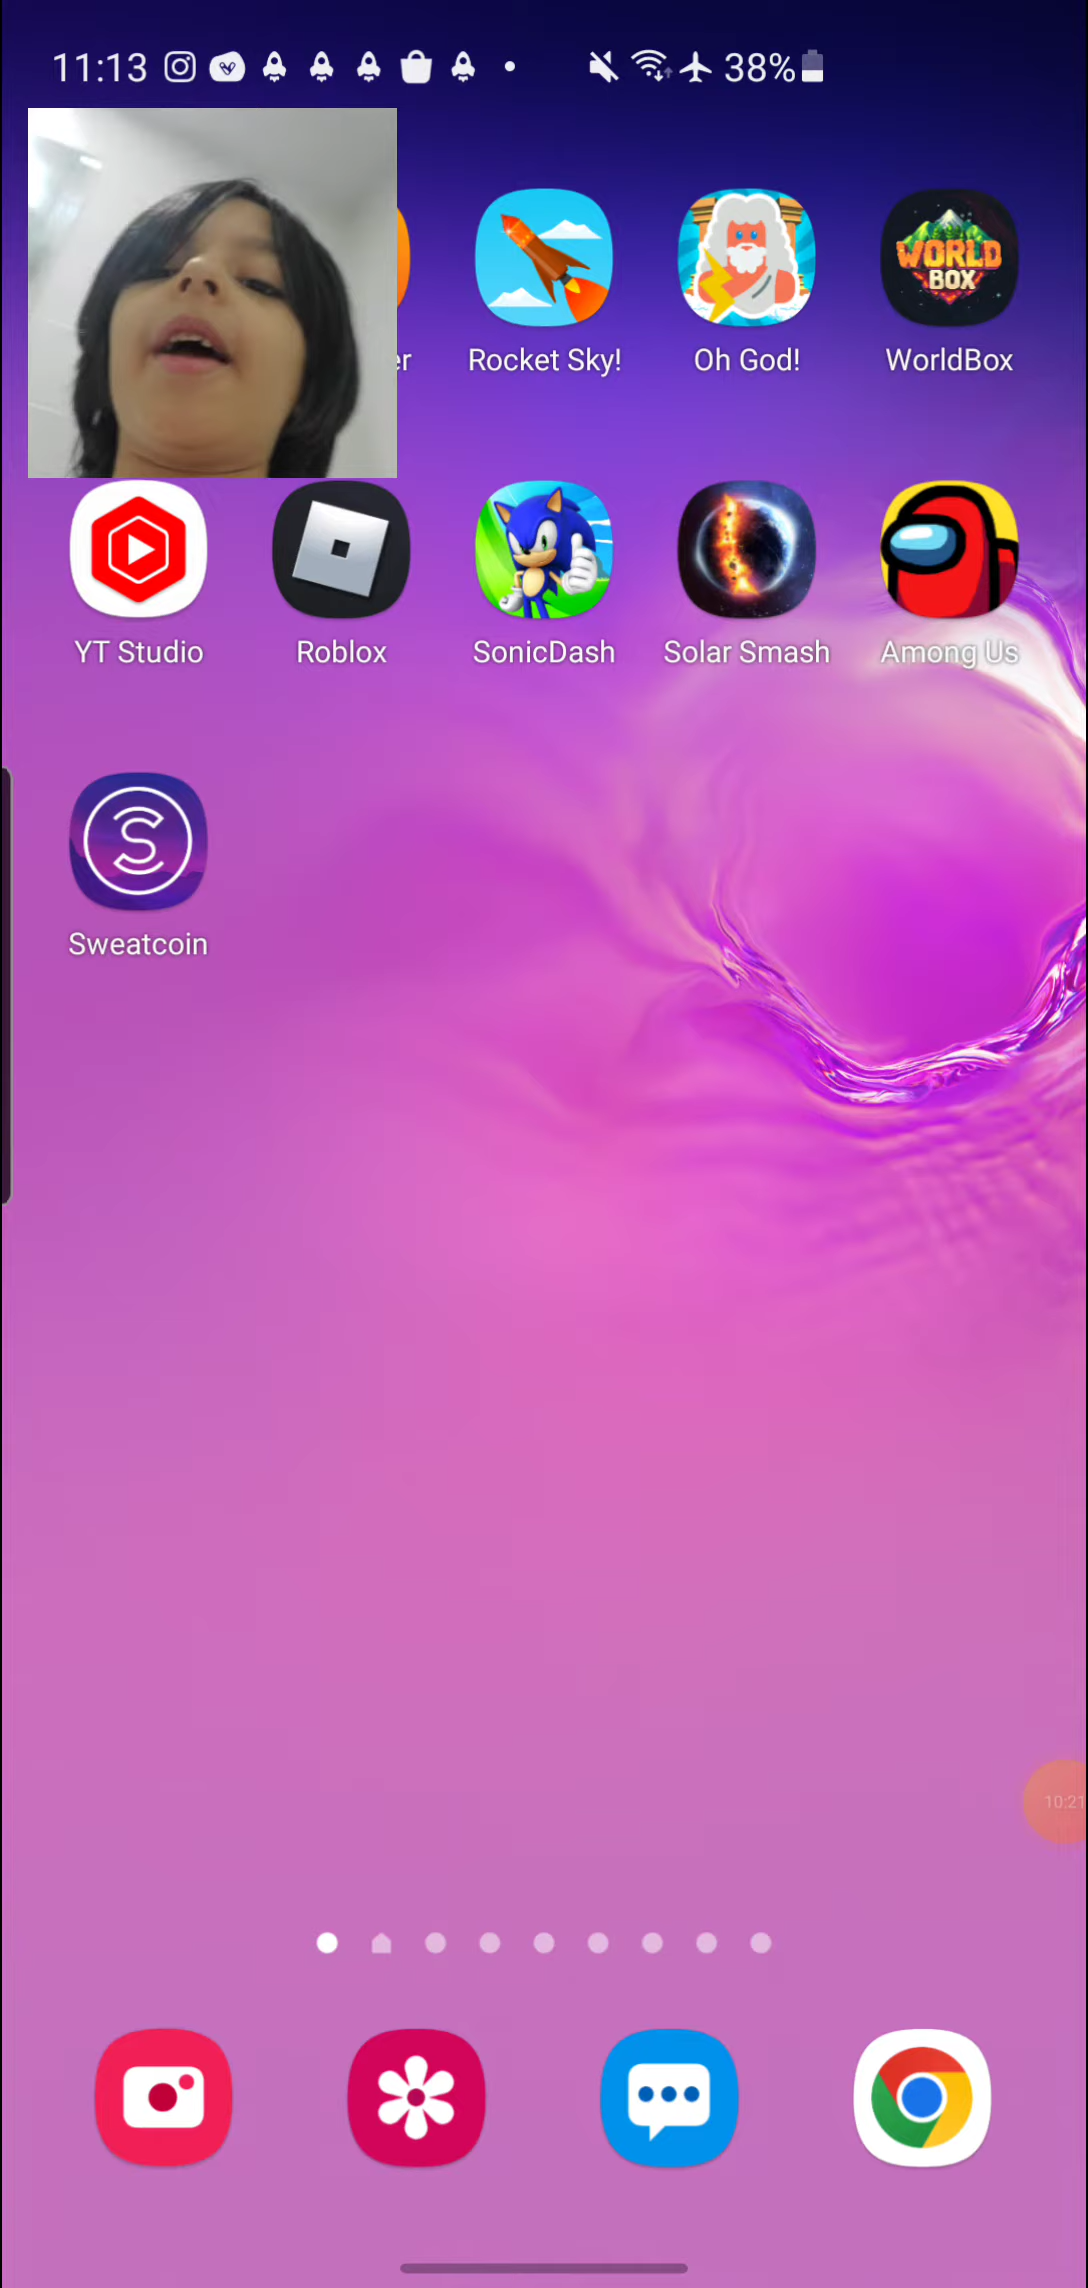 11:13 38%
WORLD
BOX
er Rocket Sky! Oh God! WorldBox
YT Studio Roblox SonicDash Solar Smash Among Us
S
Sweatcoin
10:21